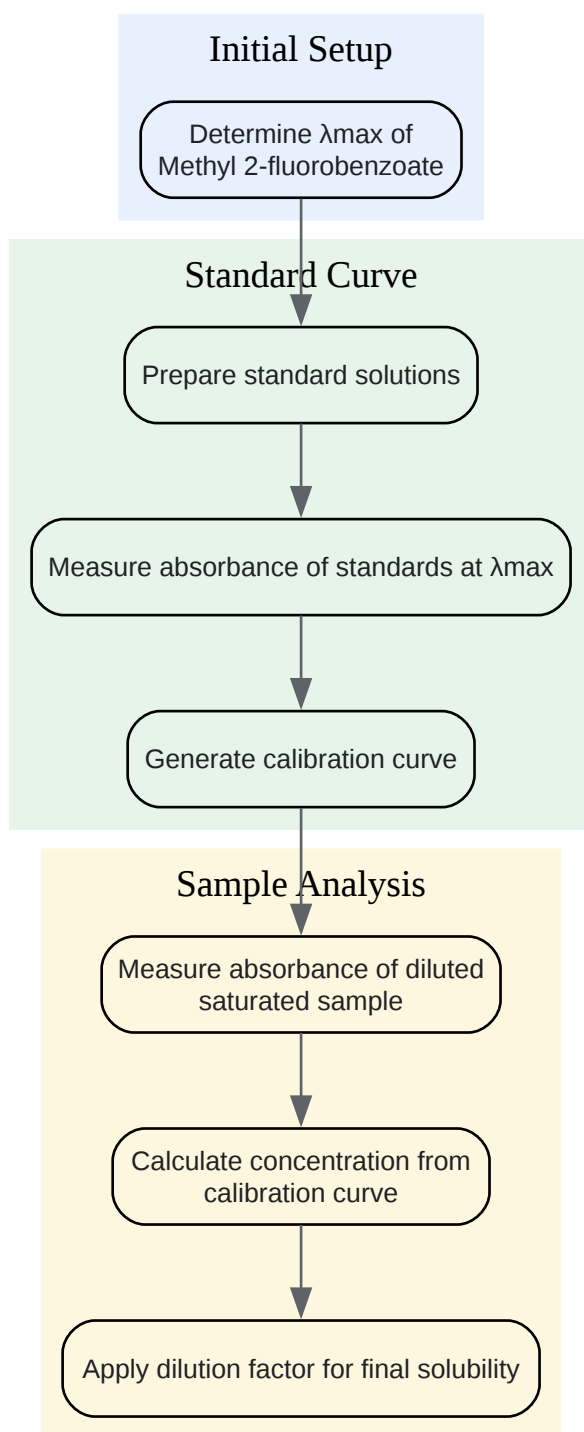 Initial Setup
Determine λmax of
Methyl 2-fluorobenzoate
Standard Curve
Prepare standard solutions
Measure absorbance of standards at λmax
Generate calibration curve
Sample Analysis
Measure absorbance of diluted
saturated sample
Calculate concentration from
calibration curve
Apply dilution factor for final solubility